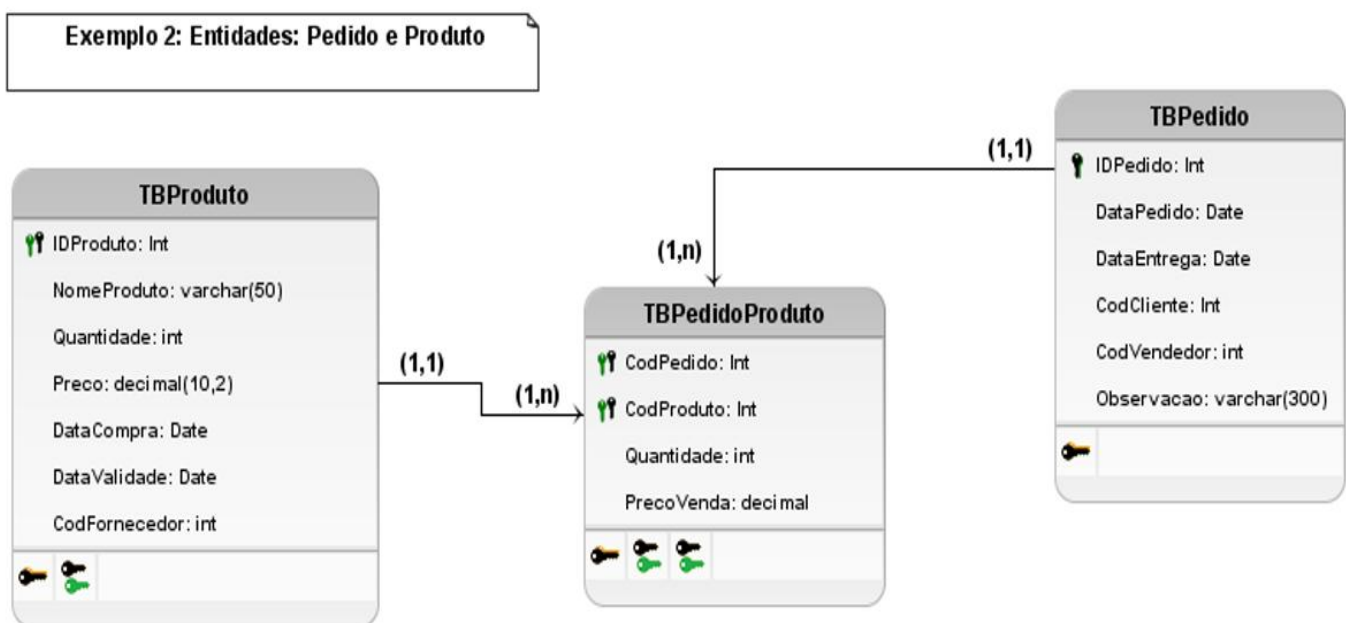 Exemplo 2: Entidades: Pedido e Produto
TBProduto
IDProduto: Int
NomeProduto: varchar(50)
Quantidade: int
Preco: decimal(10,2)
DataCompra: Date
DataValidade: Date
CodFornecedor: int
(1,1)
(1,n)
TBPedidoProduto
CodPedido: Int
CodProduto: Int
Quantidade: int
PrecoVenda: decimal
(1,n)
(1,1)
TBPedido
IDPedido: Int
DataPedido: Date
DataEntrega: Date
CodCliente: Int
CodVendedor: int
Observacao: varchar(300)